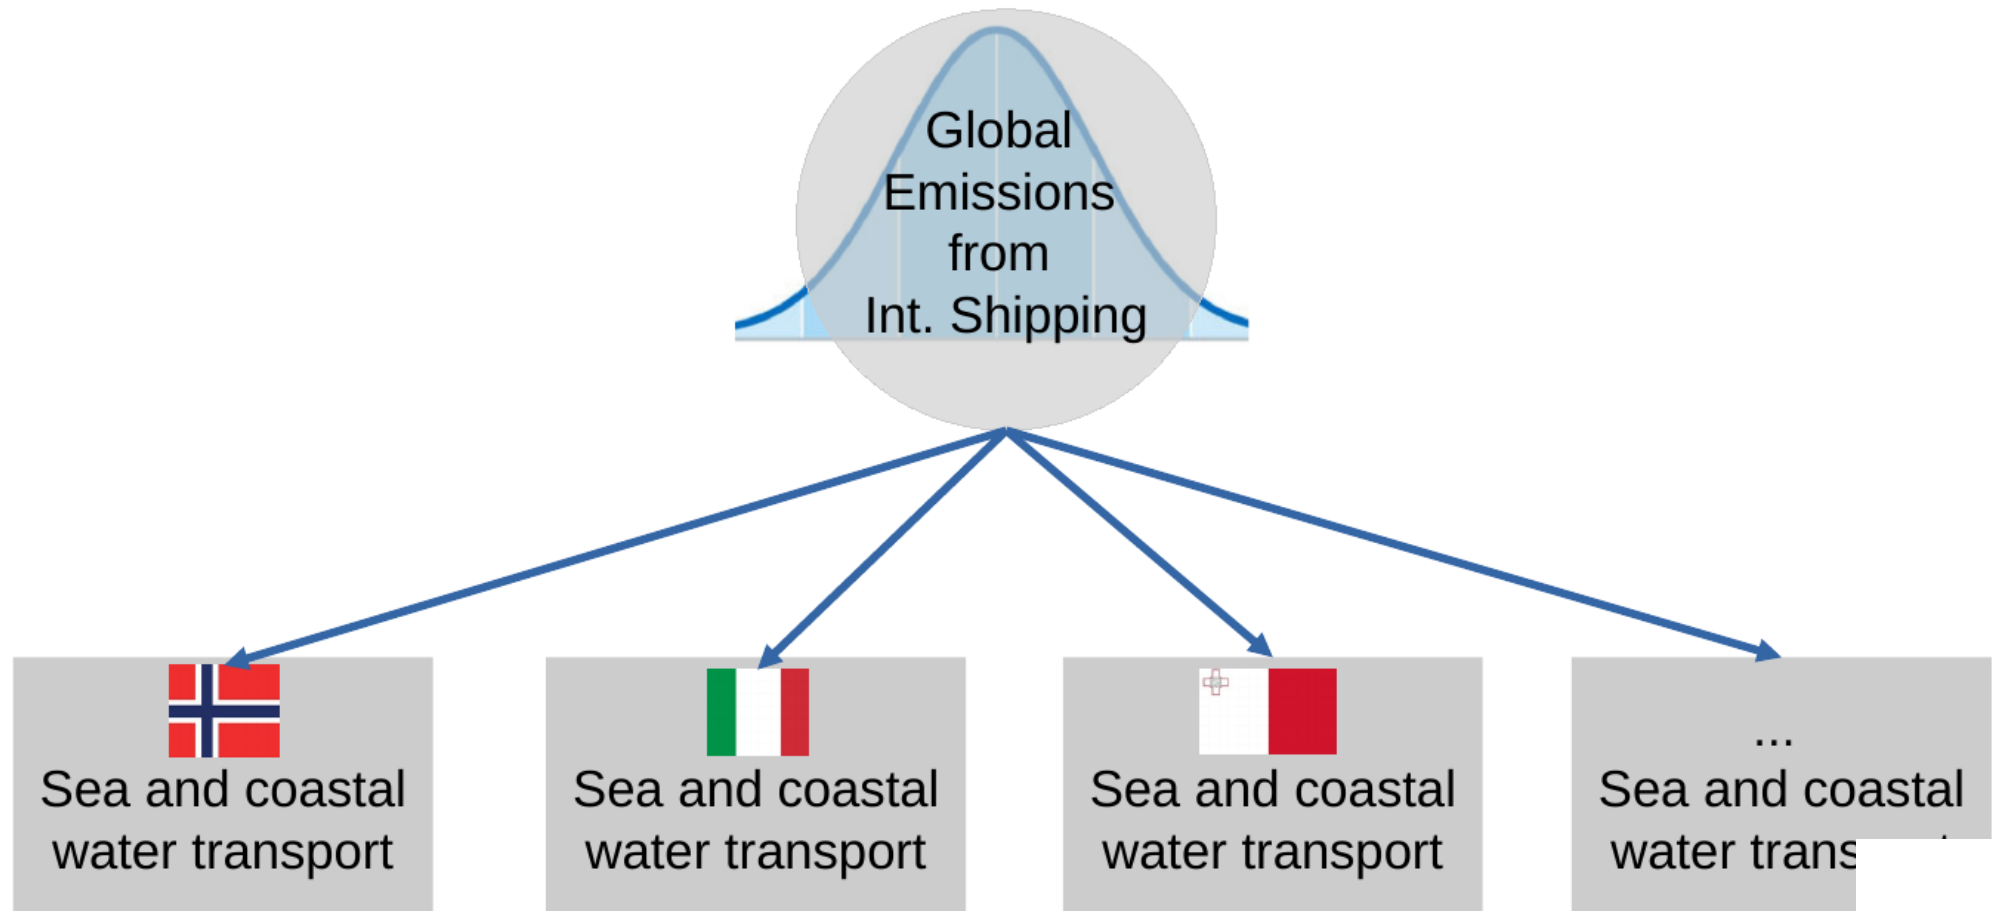 Global
Emissions
from
Int. Shipping
Sea and coastal
water transport
Sea and coastal
water transport
Sea and coastal
water transport
...
Sea and coastal
water